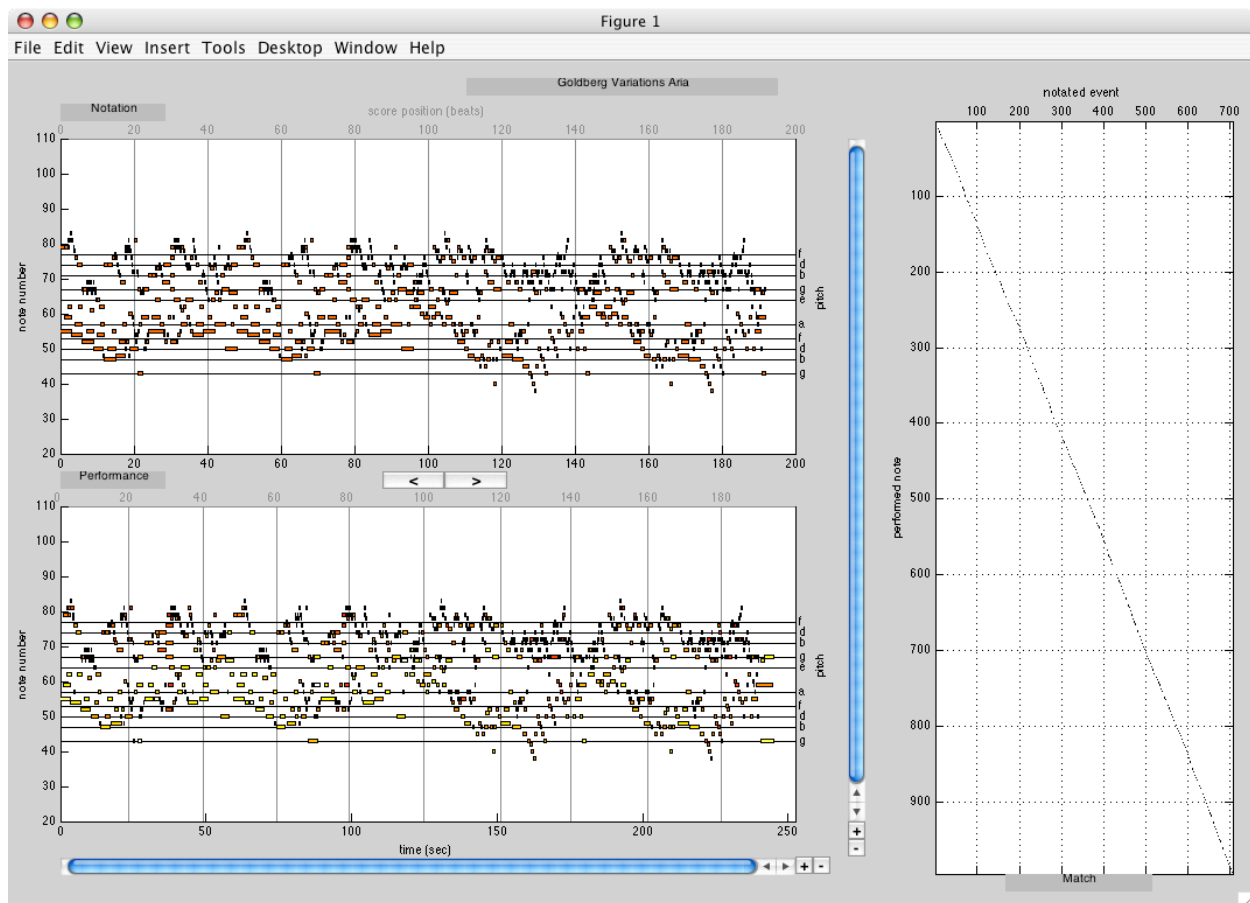 Figure 1
File Edit View Insert Tools Desktop Window Help
Goldberg Variations Aria
Notation
score position (beats)
0 20 40 60 80 100 120 140 160 180 200
110
100
90
80
70
60
50
40
30
20
note number
f
d
b
g
e
a
f
d
b
g
pitch
0 20 40 60 80 100 120 140 160 180 200
Performance
< >
0 20 40 60 80 100 120 140 160 180
110
100
90
80
70
60
50
40
30
20
note number
f
d
b
g
e
a
f
d
b
g
pitch
0 50 100 150 200 250
time (sec)
+
-
+ -
notated event
100 200 300 400 500 600 700
100
200
300
400
500
600
700
800
900
performed note
Match